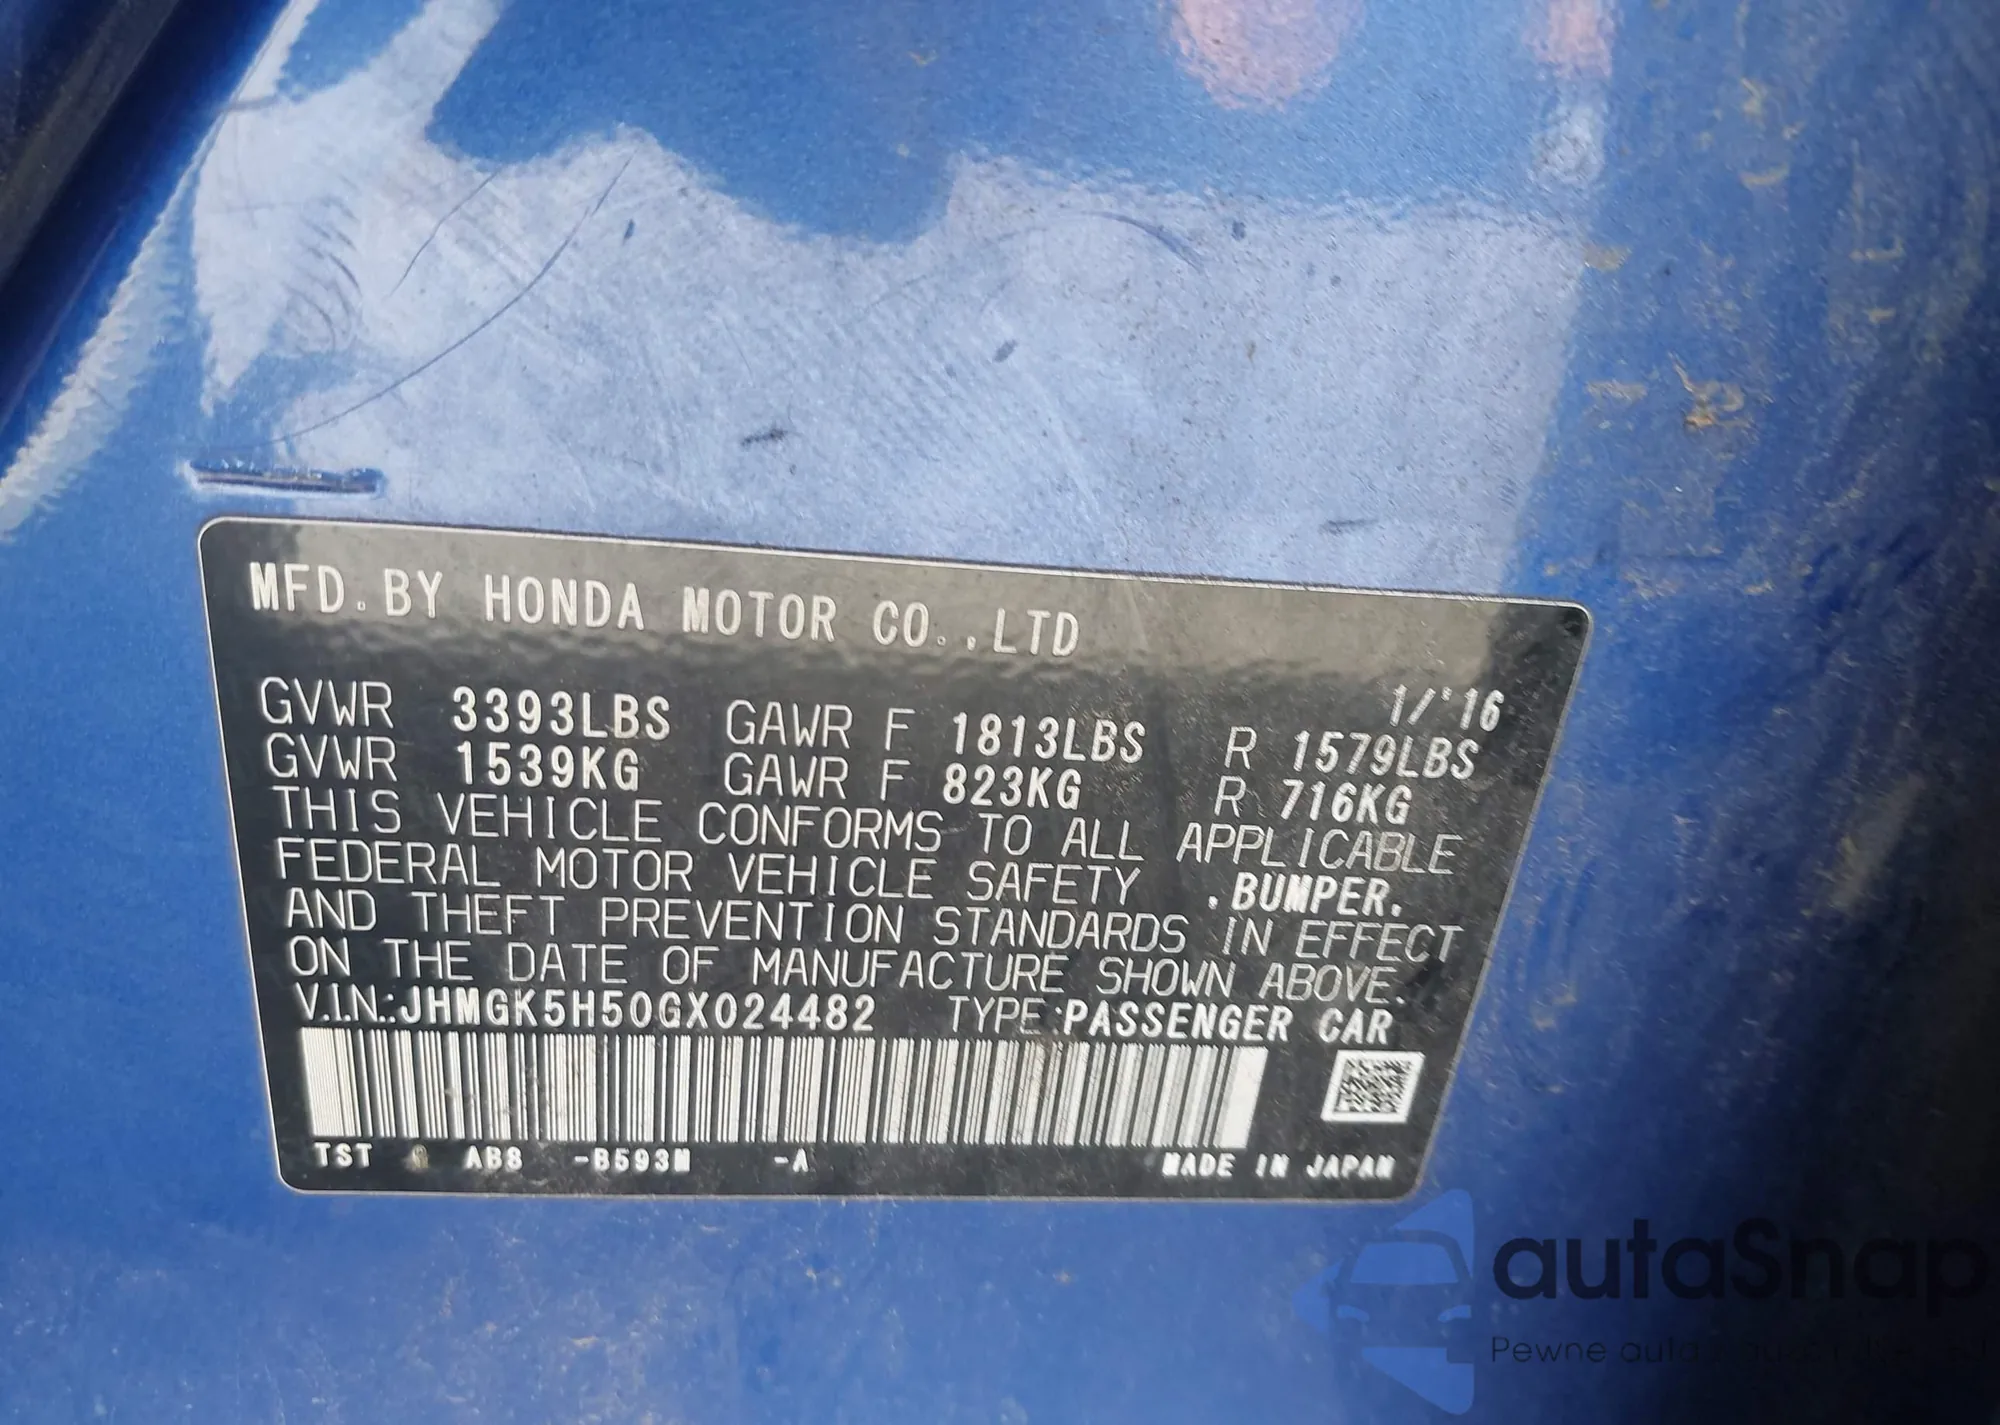 MFD. BY HONDA MOTOR CO.,LTD
1/'16
GVWR 3393LBS GAWR F 1813LBS R 1579LBS
GVWR 1539KG GAWR F 823KG R 716KG
THIS VEHICLE CONFORMS TO ALL APPLICABLE
FEDERAL MOTOR VEHICLE SAFETY .BUMPER.
AND THEFT PREVENTION STANDARDS IN EFFECT
ON THE DATE OF MANUFACTURE SHOWN ABOVE.
V.I.N.:JHMGK5H50GX024482 TYPE:PASSENGER CAR
TST AB8 -B593M -A MADE IN JAPAN
autaSnap
Pewne auta